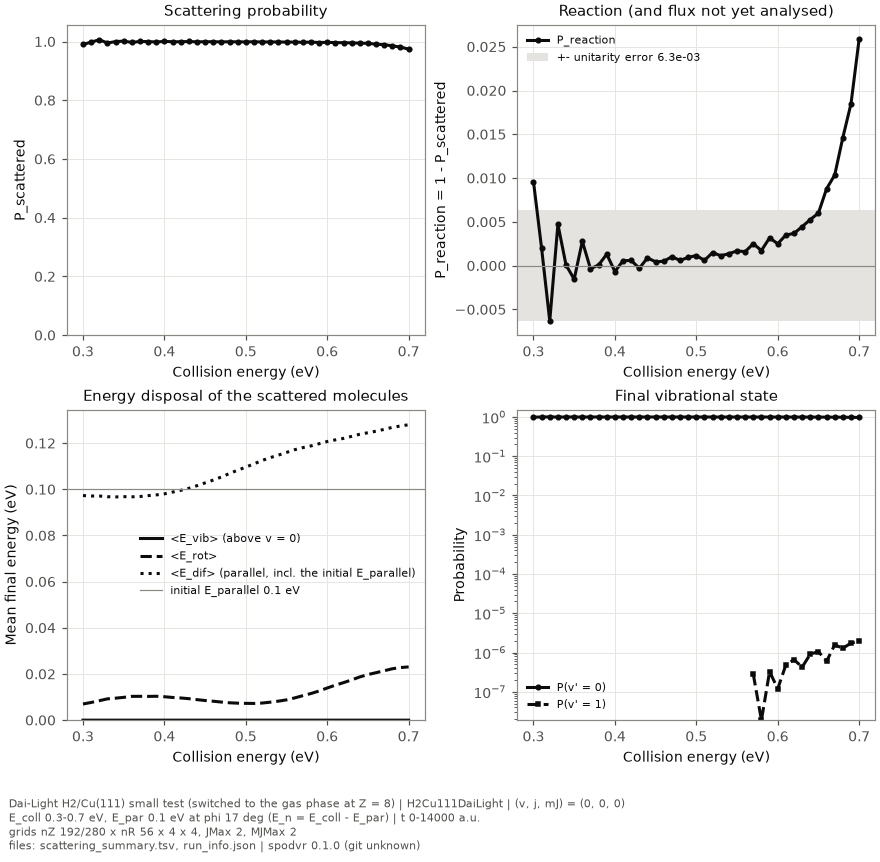 Scattering probability
P_scattered
1.0
0.8
0.6
0.4
0.2
0.0
0.3 0.4 0.5 0.6 0.7
Collision energy (eV)
Reaction (and flux not yet analysed)
P_reaction = 1 - P_scattered
P_reaction
+- unitarity error 6.3e-03
0.025
0.020
0.015
0.010
0.005
0.000
−0.005
0.3 0.4 0.5 0.6 0.7
Collision energy (eV)
Energy disposal of the scattered molecules
Mean final energy (eV)
0.12
0.10
0.08
0.06
0.04
0.02
0.00
<E_vib> (above v = 0)
<E_rot>
<E_dif> (parallel, incl. the initial E_parallel)
initial E_parallel 0.1 eV
0.3 0.4 0.5 0.6 0.7
Collision energy (eV)
Final vibrational state
Probability
10⁰
10⁻¹
10⁻²
10⁻³
10⁻⁴
10⁻⁵
10⁻⁶
10⁻⁷
P(v' = 0)
P(v' = 1)
0.3 0.4 0.5 0.6 0.7
Collision energy (eV)
Dai-Light H2/Cu(111) small test (switched to the gas phase at Z = 8) | H2Cu111DaiLight | (v, j, mJ) = (0, 0, 0)
E_coll 0.3-0.7 eV, E_par 0.1 eV at phi 17 deg (E_n = E_coll - E_par) | t 0-14000 a.u.
grids nZ 192/280 x nR 56 x 4 x 4, JMax 2, MJMax 2
files: scattering_summary.tsv, run_info.json | spodvr 0.1.0 (git unknown)